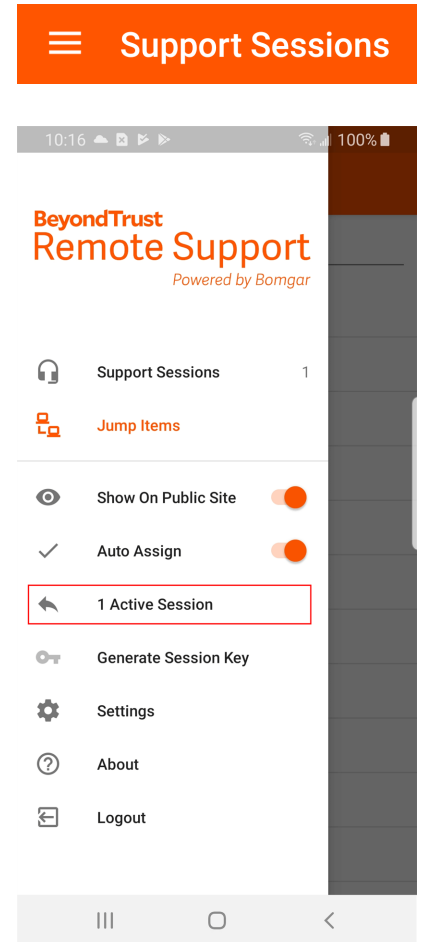 Support Sessions
10:16 100%
BeyondTrust
Remote Support
Powered by Bomgar
Support Sessions 1
Jump Items
Show On Public Site
Auto Assign
1 Active Session
Generate Session Key
Settings
About
Logout